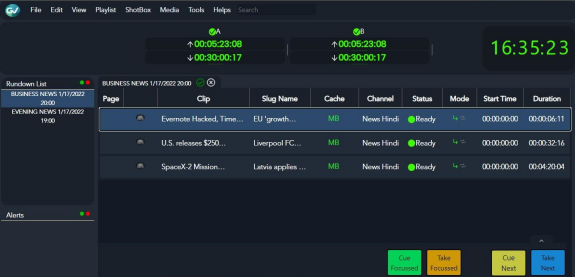 File Edit View Playlist ShotBox Media Tools Helps Search
A B
00:05:23:08 00:05:23:08
00:30:00:17 00:30:00:17
16:35:23
Rundown List
BUSINESS NEWS 1/17/2022
20:00
EVENING NEWS 1/17/2022
19:00
Alerts
BUSINESS NEWS 1/17/2022 20:00
Page Clip Slug Name Cache Channel Status Mode Start Time Duration
Evernote Hacked, Time... EU 'growth... MB News Hindi Ready 00:00:00:00 00:00:06:11
U.S. releases $250... Liverpool FC... MB News Hindi Ready 00:00:00:00 00:00:32:16
SpaceX-2 Mission... Latvia applies ... MB News Hindi Ready 00:00:00:00 00:04:20:04
Cue Focussed Take Focussed Cue Next Take Next